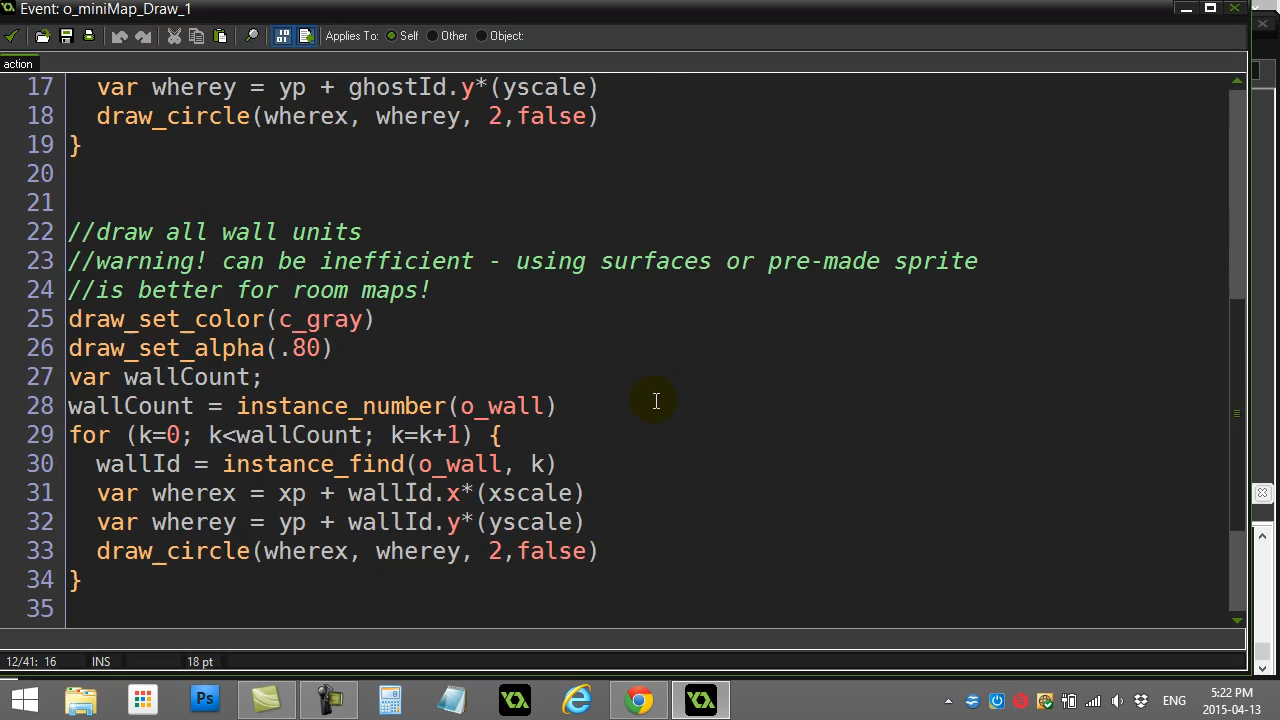 Event: o_miniMap_Draw_1
Applies To: Self Other Object:
action
17 var wherey = yp + ghostId.y*(yscale)
18 draw_circle(wherex, wherey, 2,false)
19 }
20
21
22 //draw all wall units
23 //warning! can be inefficient - using surfaces or pre-made sprite
24 //is better for room maps!
25 draw_set_color(c_gray)
26 draw_set_alpha(.80)
27 var wallCount;
28 wallCount = instance_number(o_wall)
29 for (k=0; k<wallCount; k=k+1) {
30 wallId = instance_find(o_wall, k)
31 var wherex = xp + wallId.x*(xscale)
32 var wherey = yp + wallId.y*(yscale)
33 draw_circle(wherex, wherey, 2,false)
34 }
35
12/41: 16 INS 18 pt
Ps ENG 5:22 PM
2015-04-13